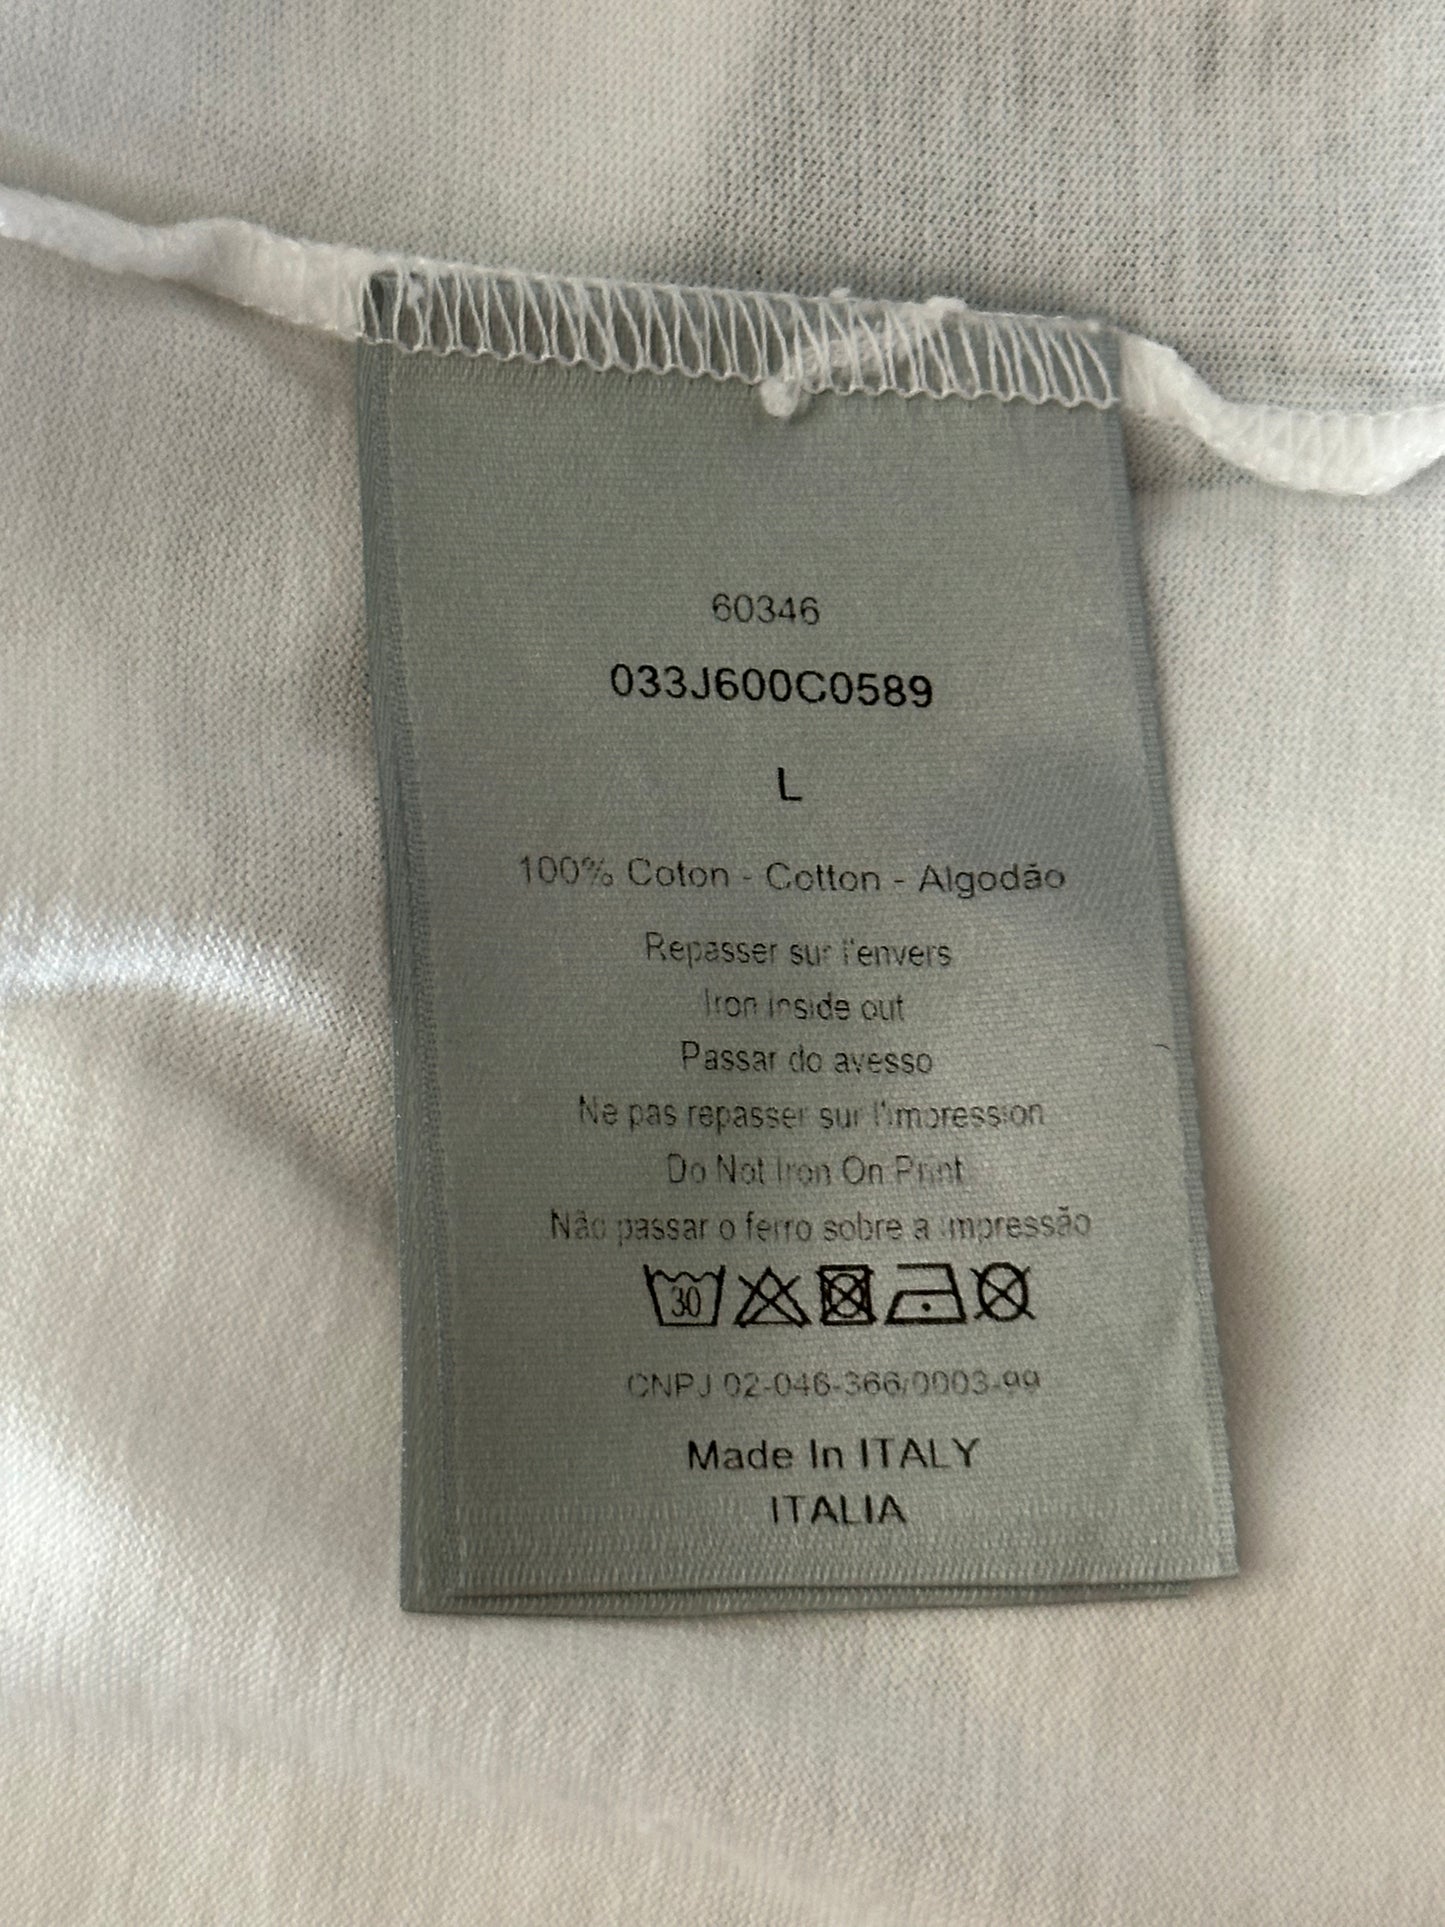 60346
033J600C0589
L
100% Coton - Cotton - Algodão
Repasser sur l'envers
Iron inside out
Passar do avesso
Ne pas repasser sur l'impression
Do Not Iron On Print
Não passar o ferro sobre a impressão
30
CNPJ 02-046-366/0003-99
Made In ITALY
ITALIA